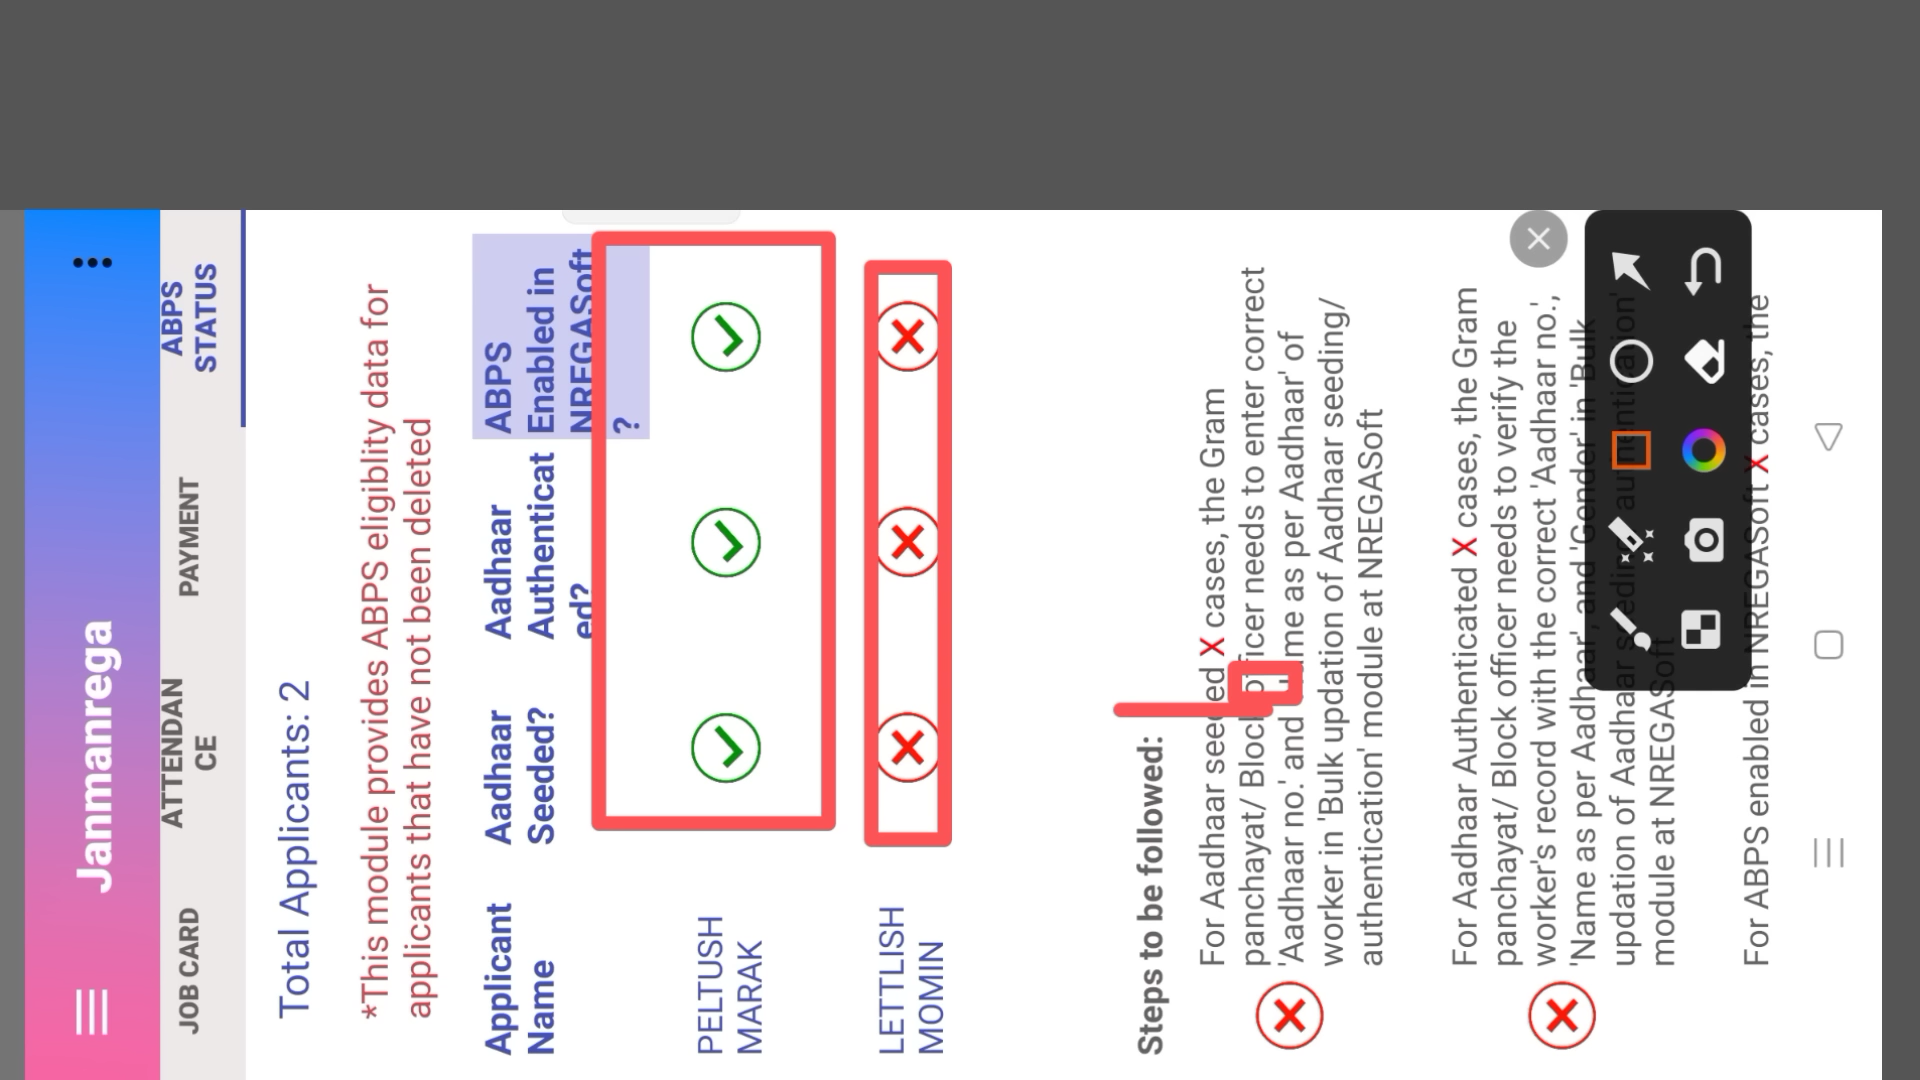 Janmanrega
JOB CARD
ATTENDAN
CE
PAYMENT
ABPS
STATUS
Total Applicants: 2
*This module provides ABPS eligiblity data for
applicants that have not been deleted
Applicant
Name
Aadhaar
Seeded?
Aadhaar
Authenticat
ed?
ABPS
Enabled in
NREGASoft
?
PELTUSH
MARAK
LETTLISH
MOMIN
Steps to be followed:
For Aadhaar seeded X cases, the Gram
panchayat/ Block officer needs to enter correct
'Aadhaar no.' and as per Aadhaar' of
worker in 'Bulk updation of Aadhaar seeding/
authentication' module at NREGASoft
For Aadhaar Authenticated X cases, the Gram
panchayat/ Block officer needs to verify the
worker's record with the correct 'Aadhaar no.',
'Name as per Aadhaar', and 'Gender' in 'Bulk
updation of Aadhaar seeding authentication'
module at NREGASoft
For ABPS enabled in NREGASoft X cases, the